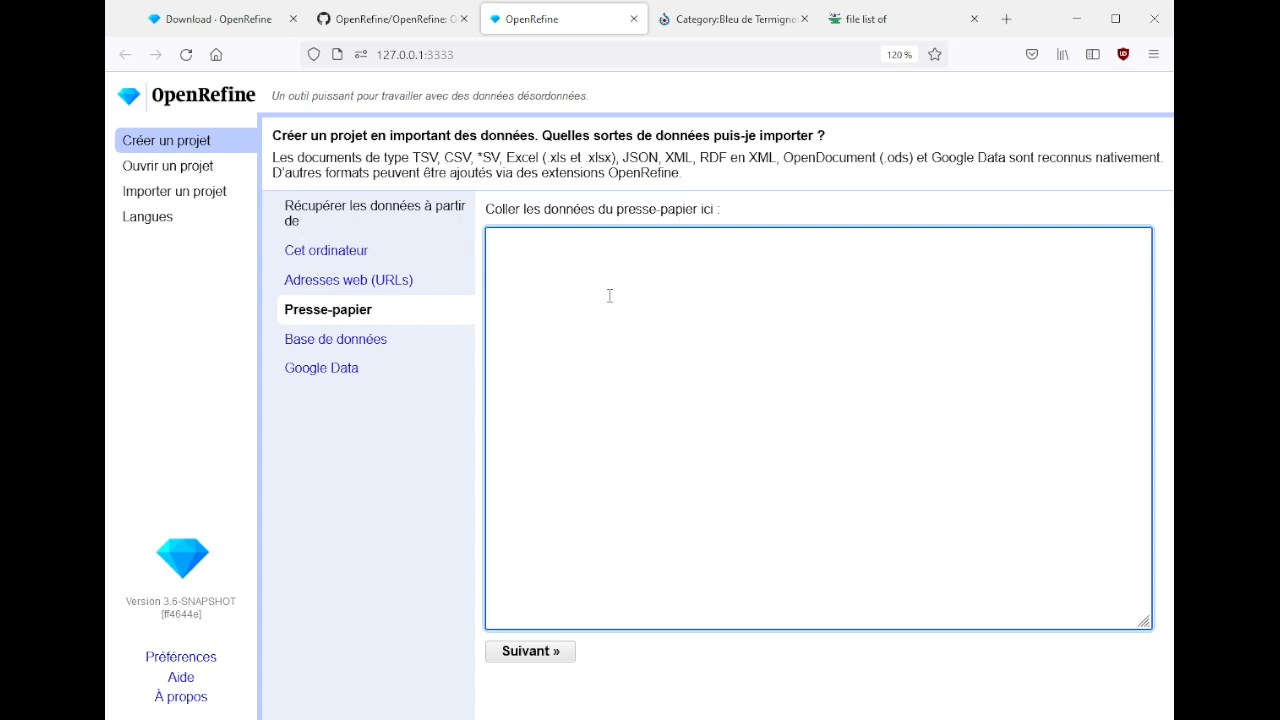 Download · OpenRefine
OpenRefine/OpenRefine: O
OpenRefine
Category:Bleu de Termigno
file list of
127.0.0.1:3333
120 %
OpenRefine
Un outil puissant pour travailler avec des données désordonnées.
Créer un projet
Ouvrir un projet
Importer un projet
Langues
Créer un projet en important des données. Quelles sortes de données puis-je importer ?
Les documents de type TSV, CSV, *SV, Excel (.xls et .xlsx), JSON, XML, RDF en XML, OpenDocument (.ods) et Google Data sont reconnus nativement.
D'autres formats peuvent être ajoutés via des extensions OpenRefine.
Récupérer les données à partir
de
Cet ordinateur
Adresses web (URLs)
Presse-papier
Base de données
Google Data
Coller les données du presse-papier ici :
Suivant »
Version 3.6-SNAPSHOT
[ff4644e]
Préférences
Aide
À propos